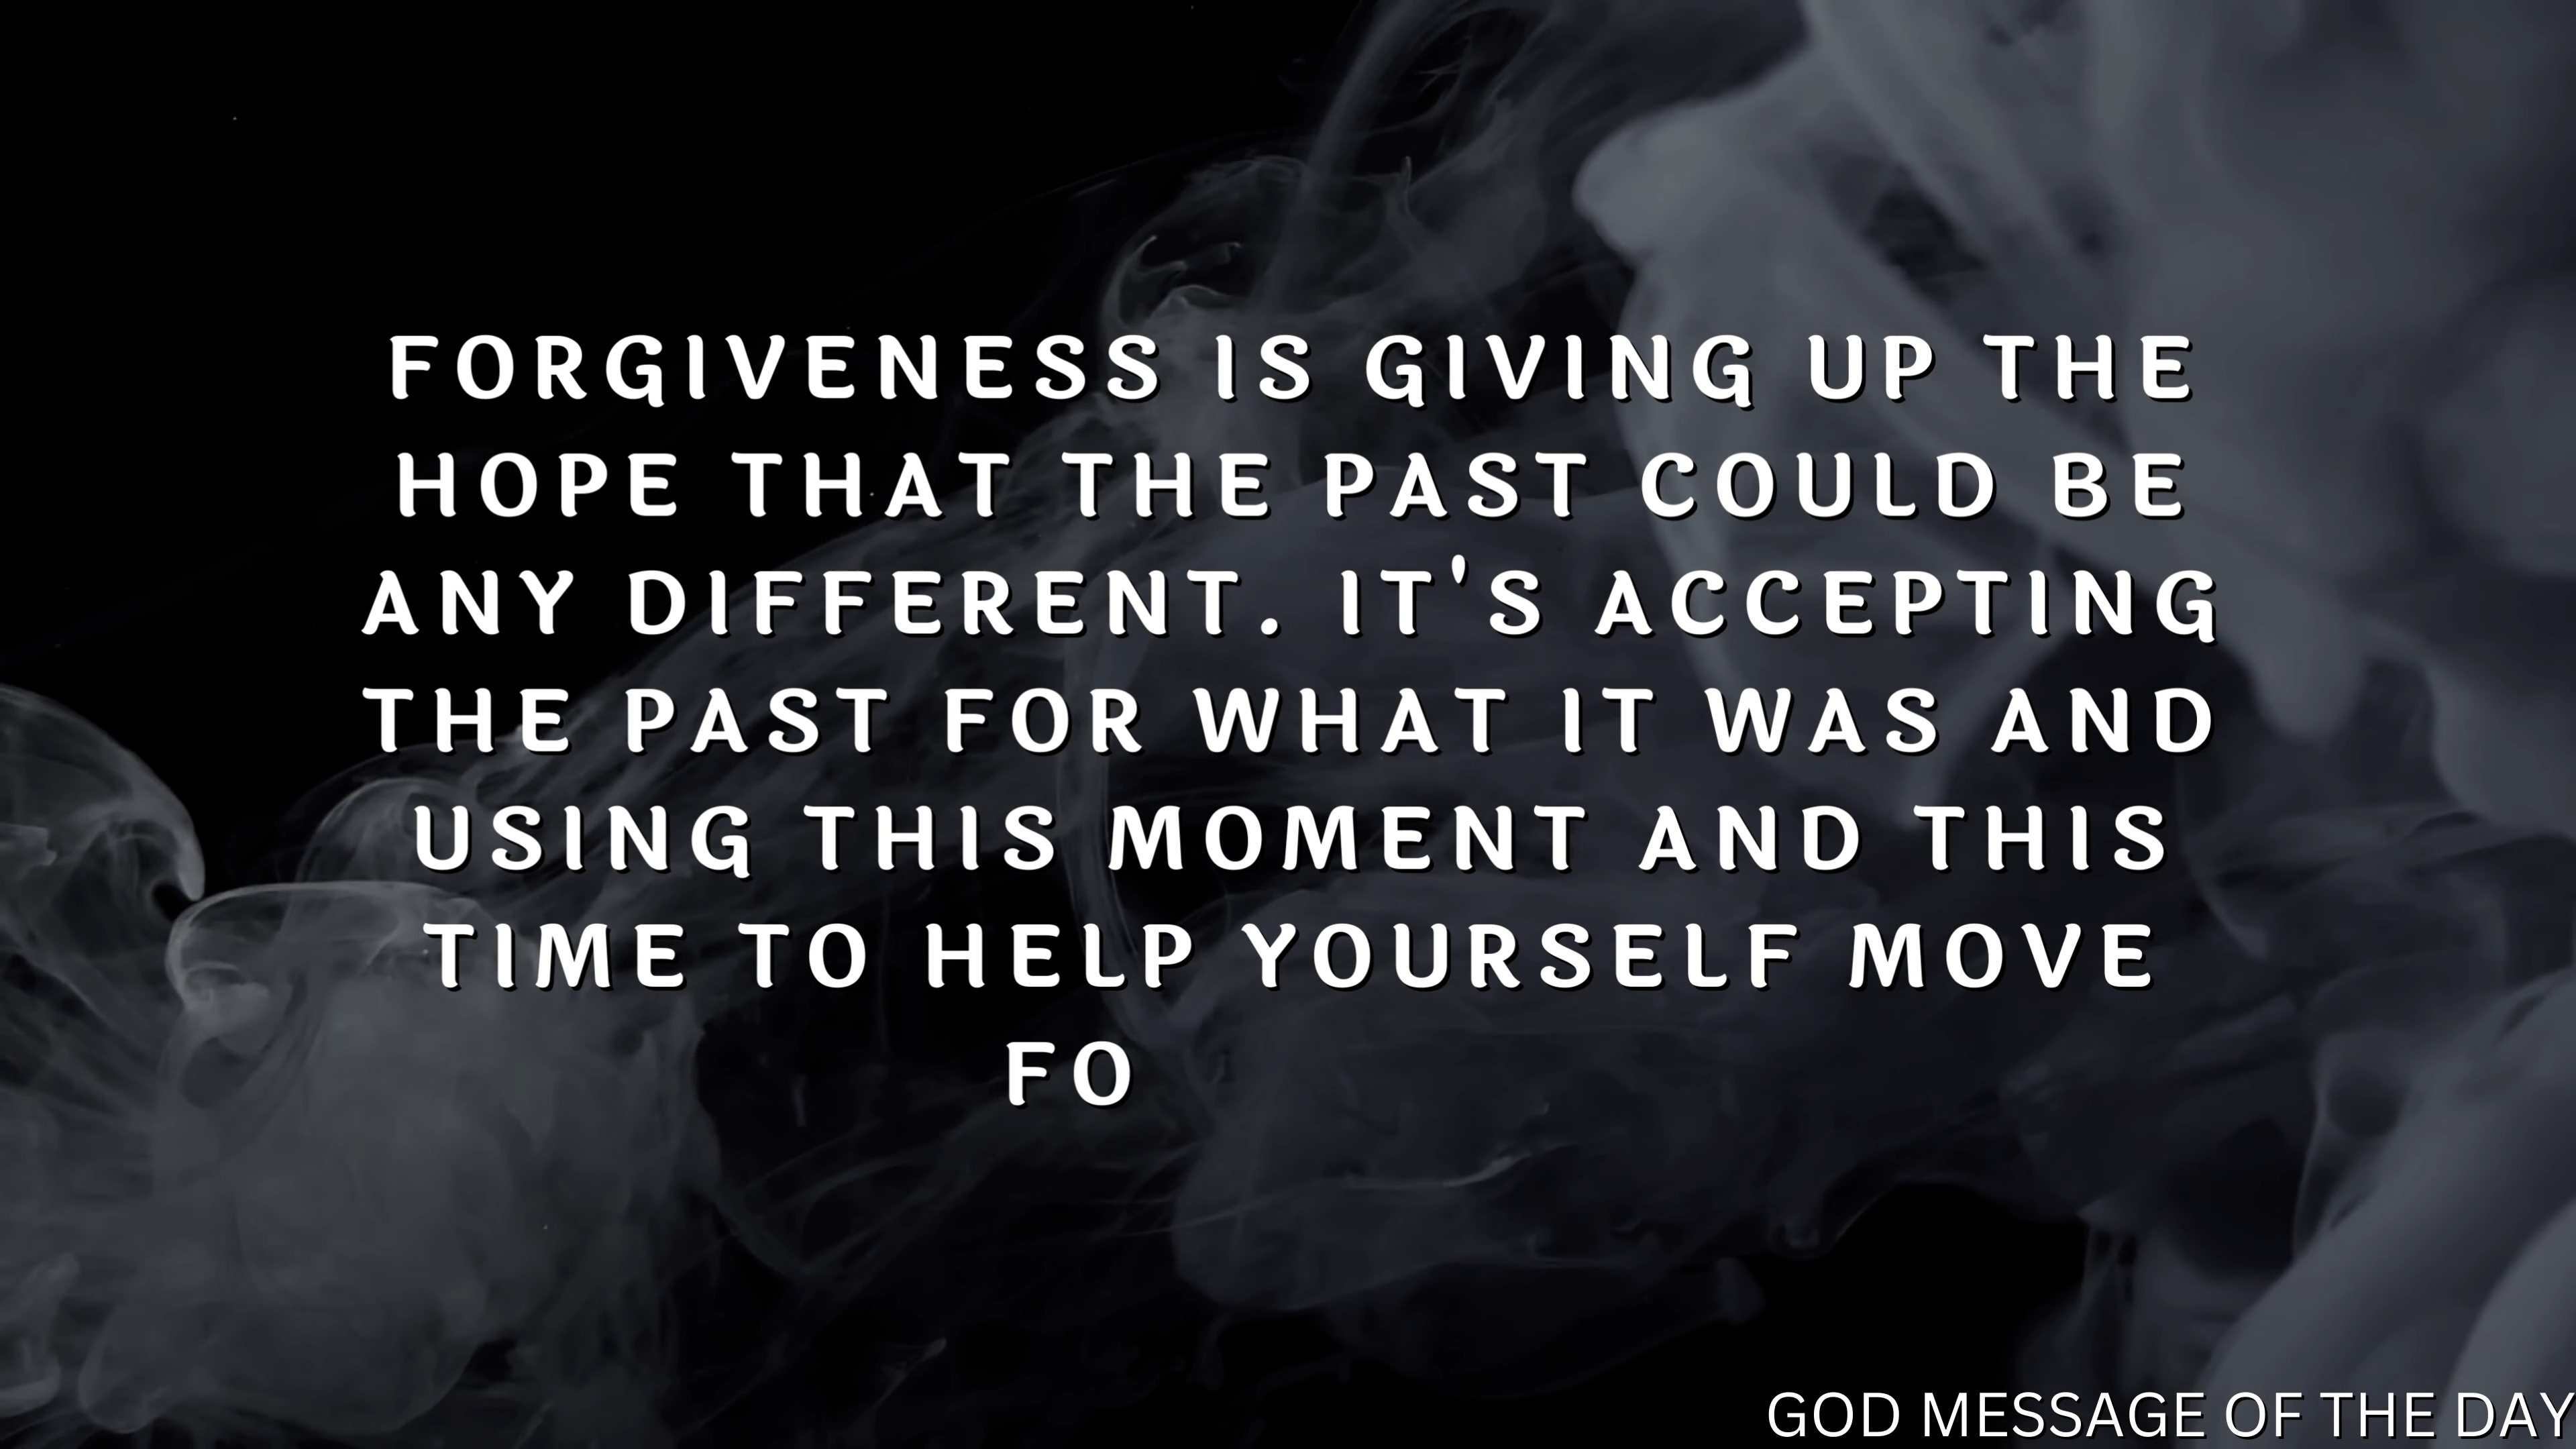 FORGIVENESS IS GIVING UP THE
HOPE THAT THE PAST COULD BE
ANY DIFFERENT. IT'S ACCEPTING
THE PAST FOR WHAT IT WAS AND
USING THIS MOMENT AND THIS
TIME TO HELP YOURSELF MOVE
FO
GOD MESSAGE OF THE DAY